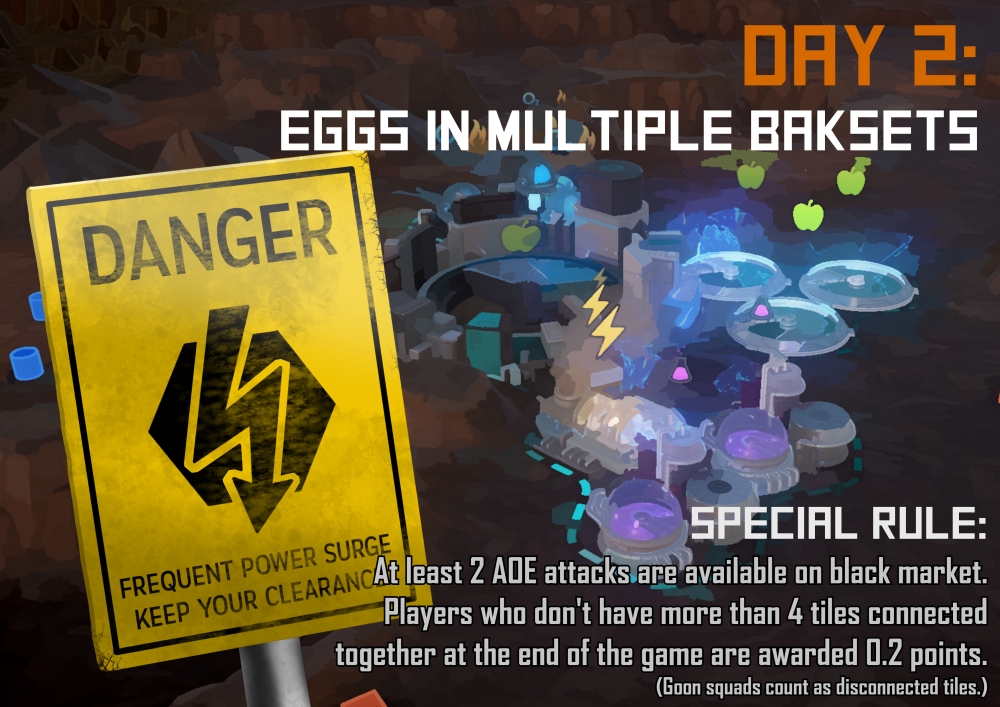 DAY 2:
EGGS IN MULTIPLE BAKSETS
DANGER
FREQUENT POWER SURGE
KEEP YOUR CLEARANC
SPECIAL RULE:
At least 2 AOE attacks are available on black market.
Players who don't have more than 4 tiles connected
together at the end of the game are awarded 0.2 points.
(Goon squads count as disconnected tiles.)